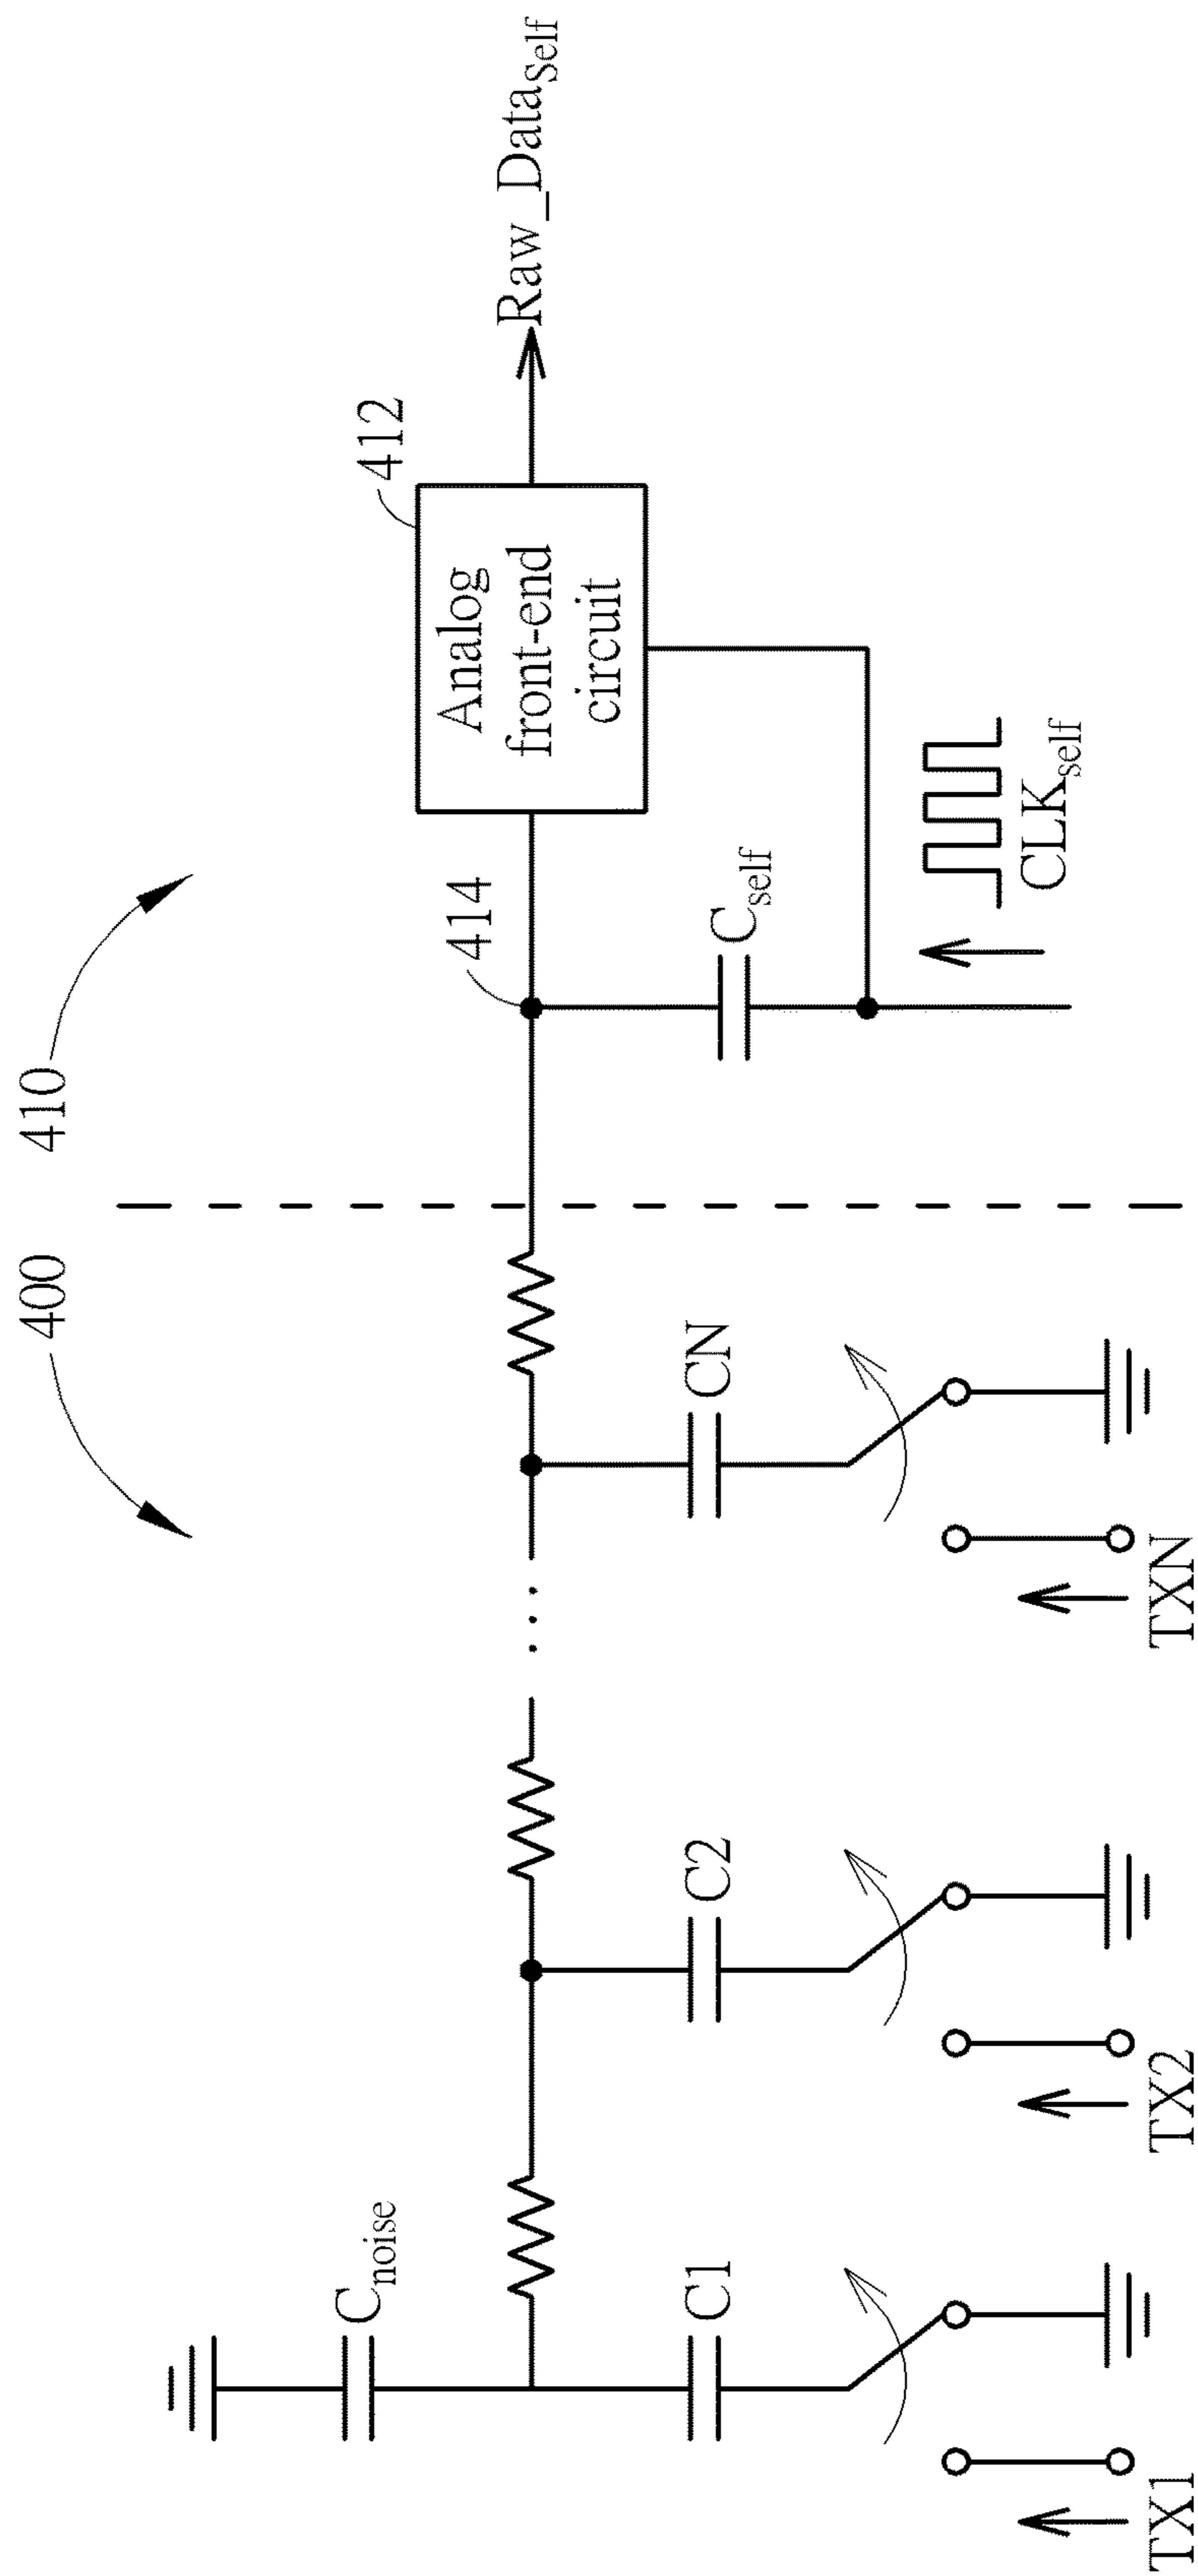 400
410
C_noise
414
412
Analog
front-end
circuit
Raw_Data_Self
C1
C2
...
CN
C_self
CLK_self
TX1
TX2
TXN